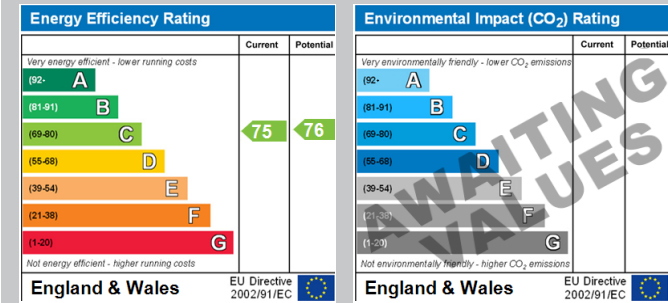 Energy Efficiency Rating
Current Potential
Very energy efficient - lower running costs
(92- A
(81-91) B
(69-80) C 75 76
(55-68) D
(39-54) E
(21-38) F
(1-20) G
Not energy efficient - higher running costs
England & Wales
EU Directive
2002/91/EC
Environmental Impact (CO₂) Rating
Current Potential
Very environmentally friendly - lower CO₂ emissions
(92- A
(81-91) B
(69-80) C
(55-68) D
(39-54) E
(21-38) F
(1-20) G
Not environmentally friendly - higher CO₂ emissions
AWAITING
VALUES
England & Wales
EU Directive
2002/91/EC